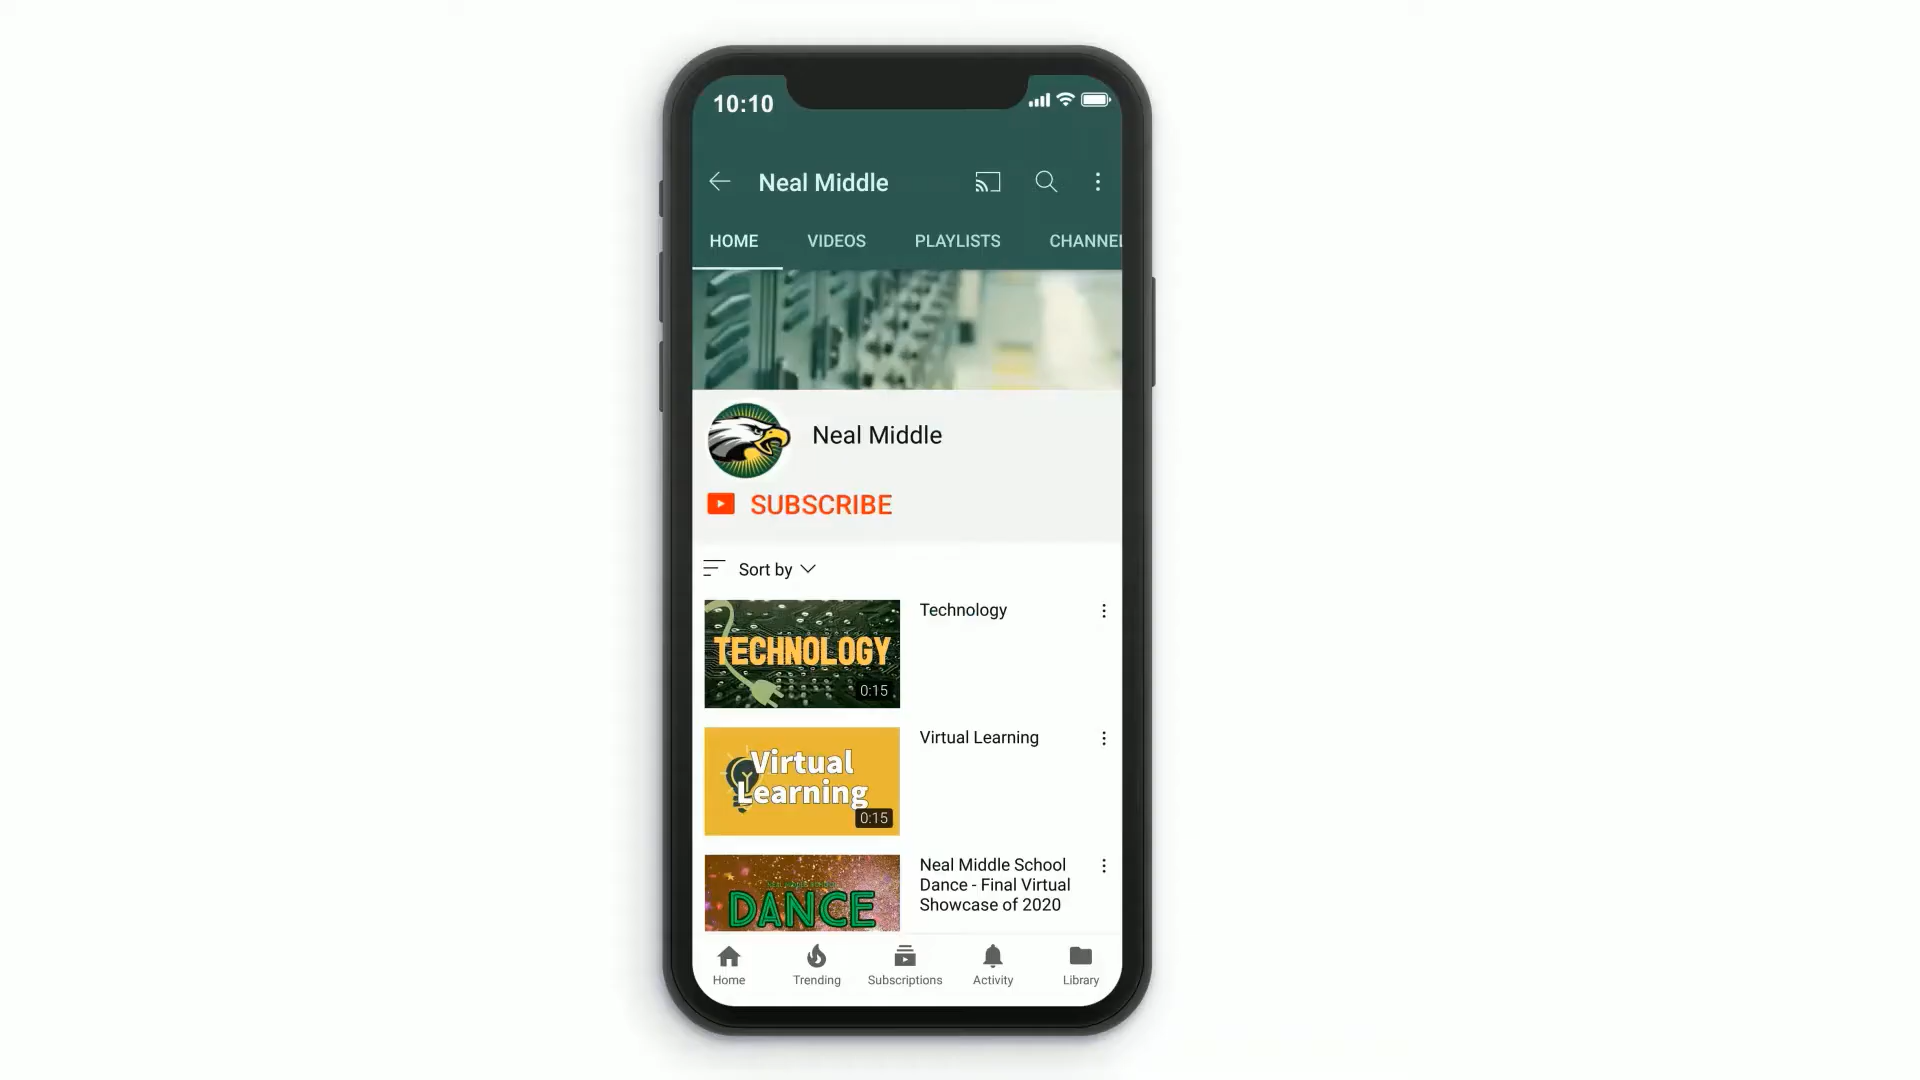 10:10
Neal Middle
HOME VIDEOS PLAYLISTS CHANNEL
Neal Middle
SUBSCRIBE
Sort by
TECHNOLOGY
0:15
Technology
Virtual
Learning
0:15
Virtual Learning
DANCE
Neal Middle School
Dance - Final Virtual
Showcase of 2020
Home Trending Subscriptions Activity Library